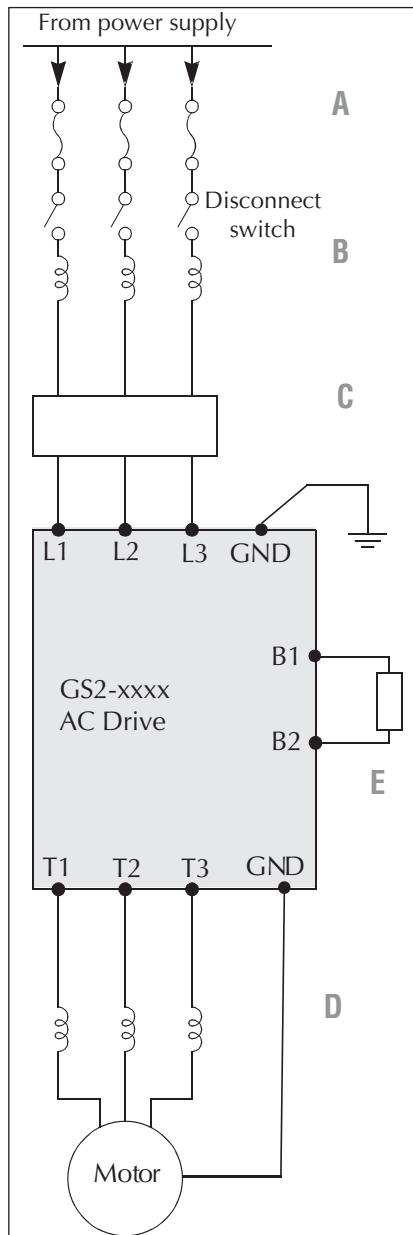 From power supply
A
Disconnect
switch
B
C
L1 L2 L3 GND
B1
GS2-xxxx
AC Drive
B2
E
T1 T2 T3 GND
D
Motor